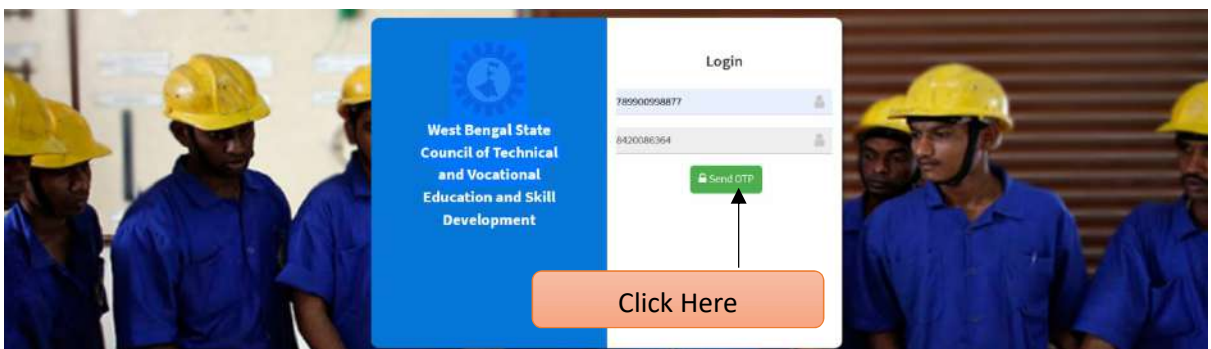 West Bengal State
Council of Technical
and Vocational
Education and Skill
Development
Login
789900998877
8420086364
Send OTP
Click Here